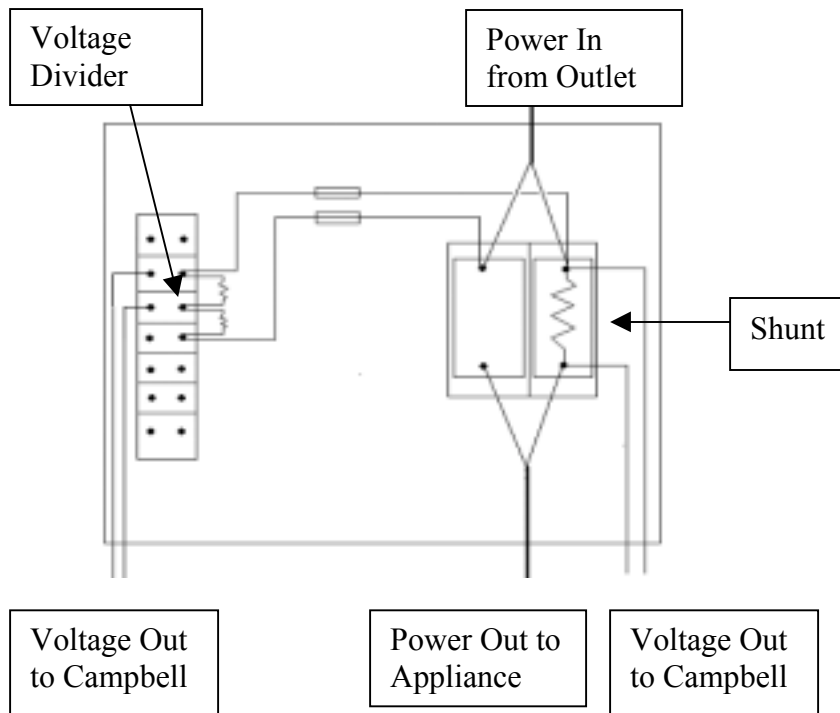 Voltage
Divider
Power In
from Outlet
Shunt
Voltage Out
to Campbell
Power Out to
Appliance
Voltage Out
to Campbell